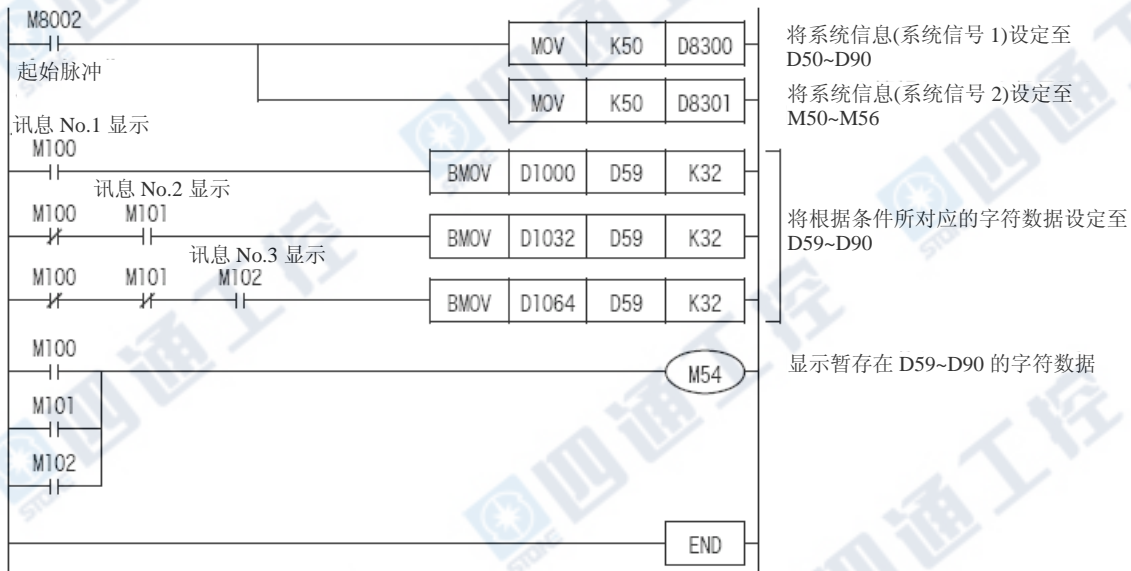 M8002
MOV K50 D8300
将系统信息(系统信号 1)设定至
D50~D90
起始脉冲
MOV K50 D8301
将系统信息(系统信号 2)设定至
M50~M56
讯息 No.1 显示
M100
BMOV D1000 D59 K32
讯息 No.2 显示
M100 M101
BMOV D1032 D59 K32
将根据条件所对应的字符数据设定至
D59~D90
讯息 No.3 显示
M100 M101 M102
BMOV D1064 D59 K32
M100
M54
显示暂存在 D59~D90 的字符数据
M101
M102
END
四通工控
STONE